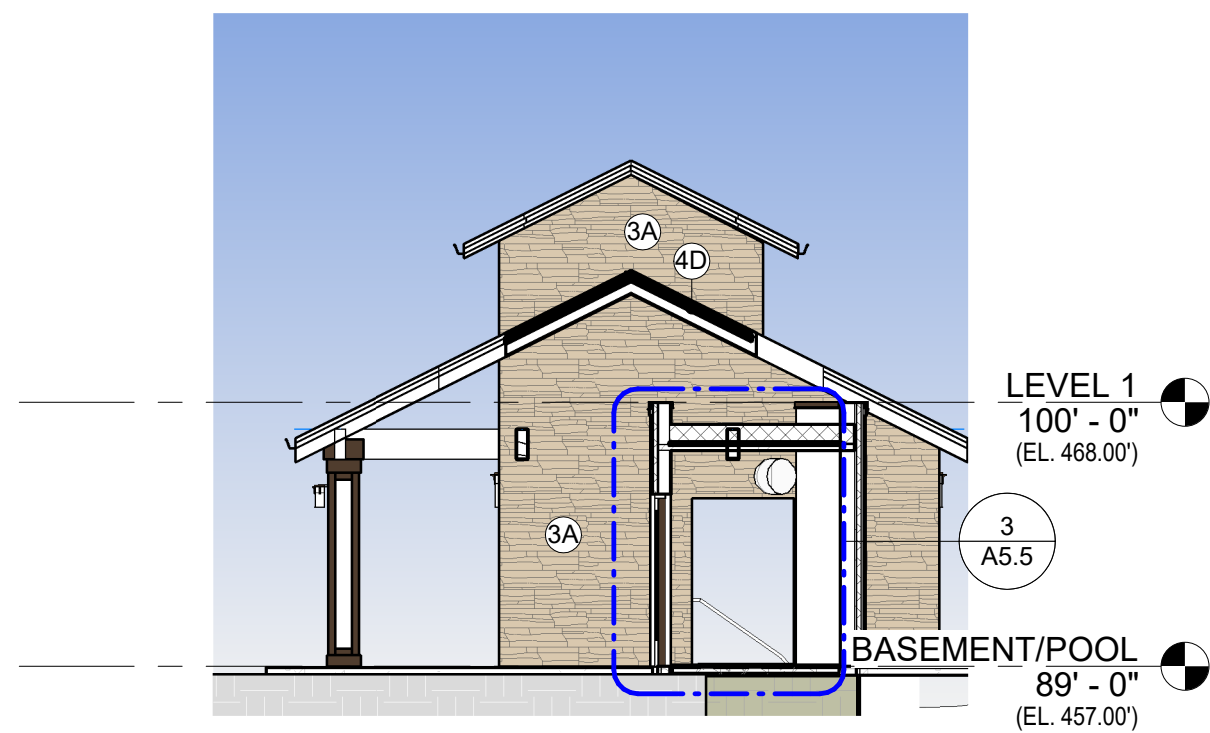 3A
4D
LEVEL 1
100' - 0"
(EL. 468.00')
3A
3
A5.5
BASEMENT/POOL
89' - 0"
(EL. 457.00')